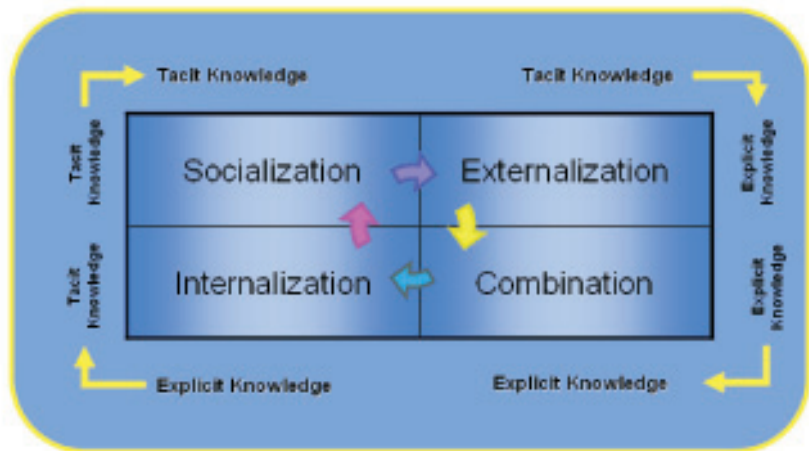 Tacit Knowledge
Tacit Knowledge
Tacit
Knowledge
Socialization
Externalization
Explicit
Knowledge
Tacit
Knowledge
Internalization
Combination
Explicit
Knowledge
Explicit Knowledge
Explicit Knowledge